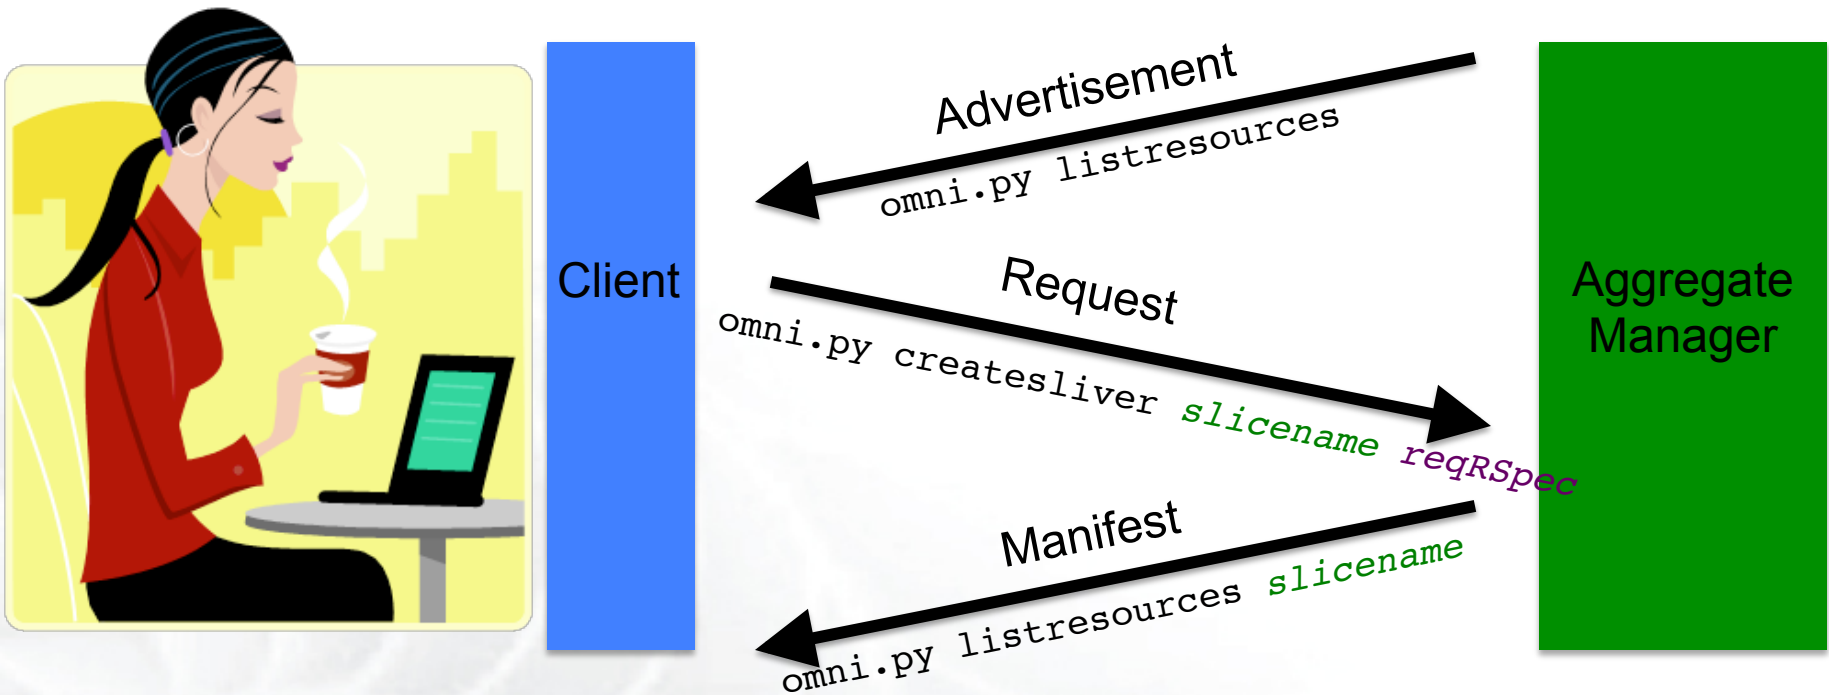 Client
Advertisement
omni.py listresources
Request
omni.py createsliver slicename reqRSpec
Manifest
omni.py listresources slicename
Aggregate
Manager